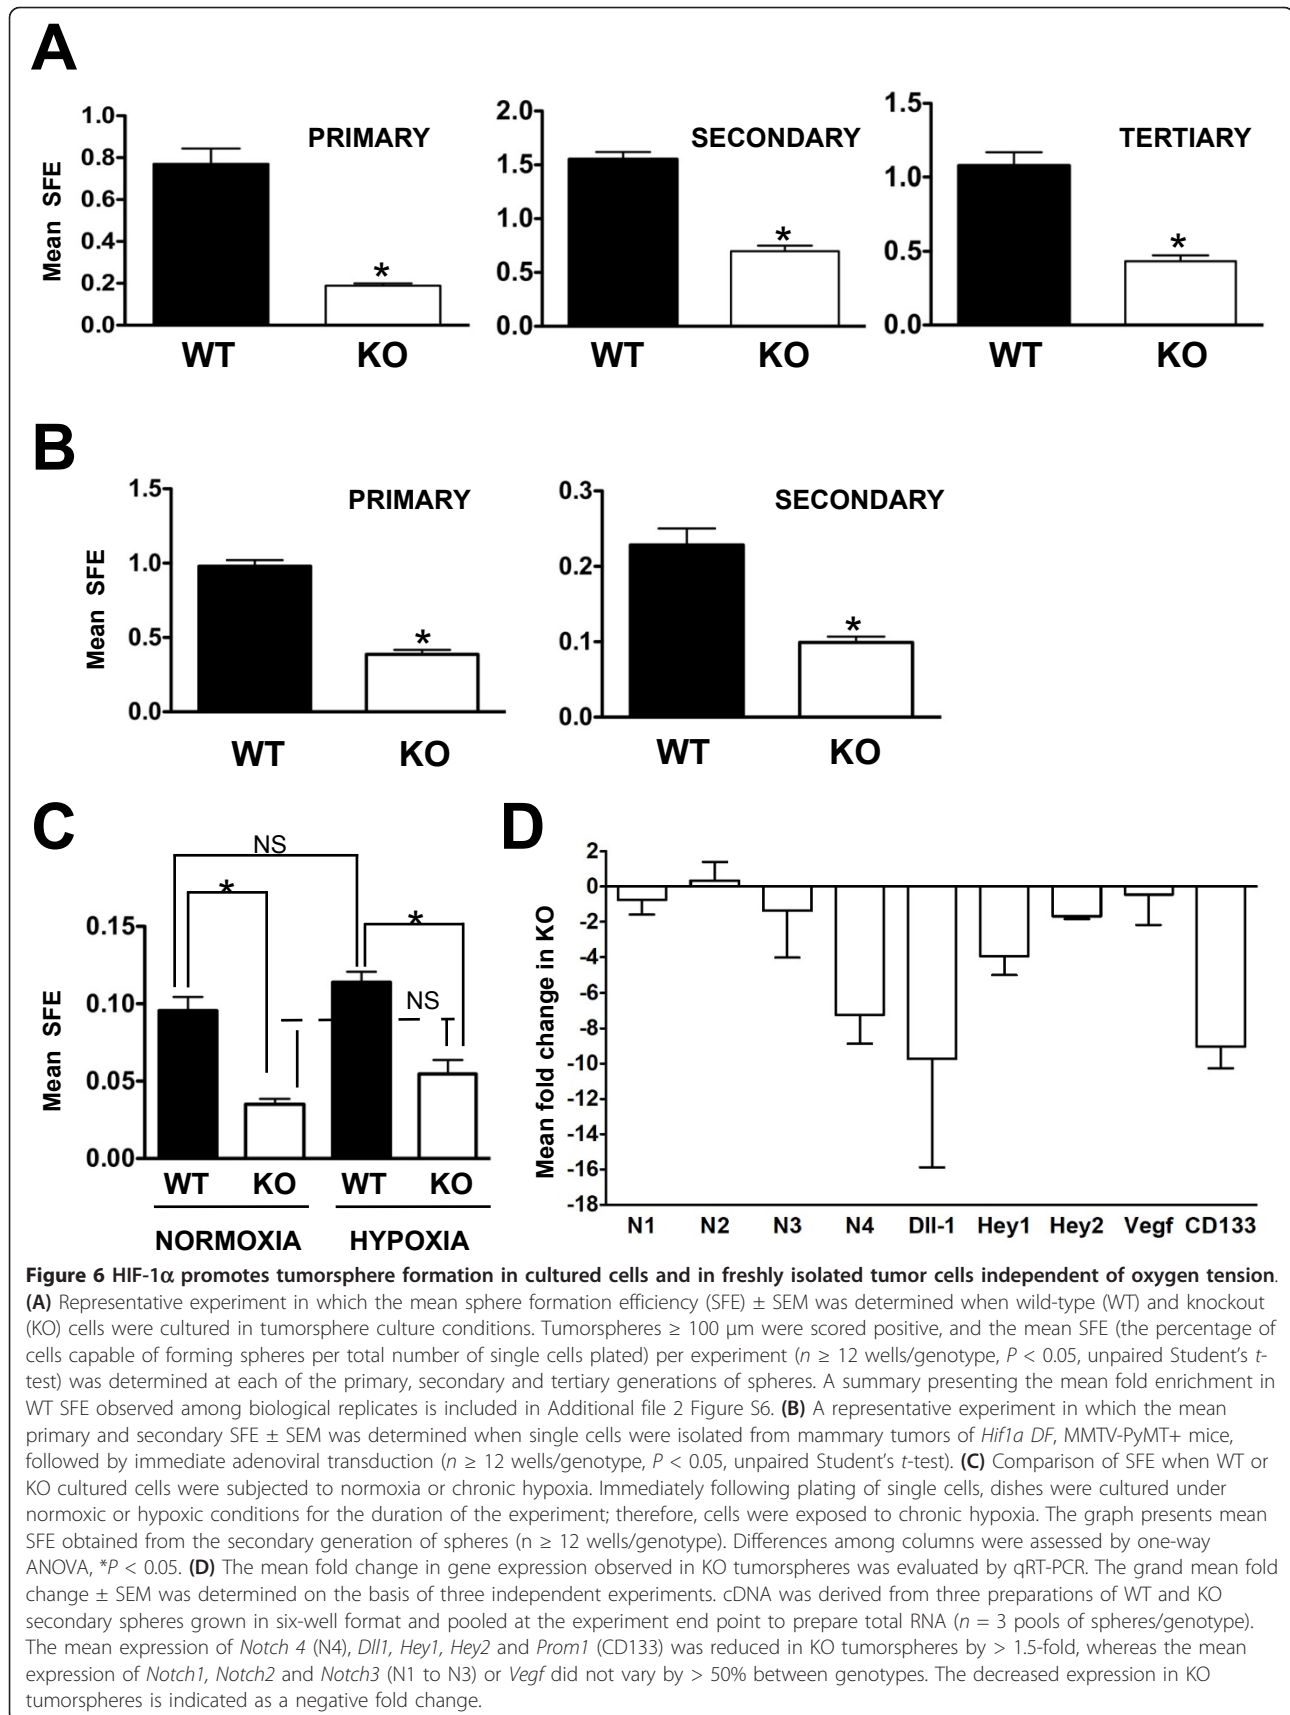 A
PRIMARY
SECONDARY
TERTIARY
Mean SFE
1.0
0.8
0.6
0.4
0.2
0.0
*
WT KO
2.0
1.5
1.0
0.5
0.0
*
WT KO
1.5
1.0
0.5
0.0
*
WT KO
B
PRIMARY
SECONDARY
Mean SFE
1.5
1.0
0.5
0.0
*
WT KO
0.3
0.2
0.1
0.0
*
WT KO
C
NS
*
*
NS
Mean SFE
0.15
0.10
0.05
0.00
WT KO WT KO
NORMOXIA HYPOXIA
D
Mean fold change in KO
2
0
-2
-4
-6
-8
-10
-12
-14
-16
-18
N1 N2 N3 N4 Dll-1 Hey1 Hey2 Vegf CD133
Figure 6 HIF-1α promotes tumorsphere formation in cultured cells and in freshly isolated tumor cells independent of oxygen tension.
(A) Representative experiment in which the mean sphere formation efficiency (SFE) ± SEM was determined when wild-type (WT) and knockout
(KO) cells were cultured in tumorsphere culture conditions. Tumorspheres ≥ 100 μm were scored positive, and the mean SFE (the percentage of
cells capable of forming spheres per total number of single cells plated) per experiment (n ≥ 12 wells/genotype, P < 0.05, unpaired Student's t-
test) was determined at each of the primary, secondary and tertiary generations of spheres. A summary presenting the mean fold enrichment in
WT SFE observed among biological replicates is included in Additional file 2 Figure S6. (B) A representative experiment in which the mean
primary and secondary SFE ± SEM was determined when single cells were isolated from mammary tumors of Hif1a DF, MMTV-PyMT+ mice,
followed by immediate adenoviral transduction (n ≥ 12 wells/genotype, P < 0.05, unpaired Student's t-test). (C) Comparison of SFE when WT or
KO cultured cells were subjected to normoxia or chronic hypoxia. Immediately following plating of single cells, dishes were cultured under
normoxic or hypoxic conditions for the duration of the experiment; therefore, cells were exposed to chronic hypoxia. The graph presents mean
SFE obtained from the secondary generation of spheres (n ≥ 12 wells/genotype). Differences among columns were assessed by one-way
ANOVA, *P < 0.05. (D) The mean fold change in gene expression observed in KO tumorspheres was evaluated by qRT-PCR. The grand mean fold
change ± SEM was determined on the basis of three independent experiments. cDNA was derived from three preparations of WT and KO
secondary spheres grown in six-well format and pooled at the experiment end point to prepare total RNA (n = 3 pools of spheres/genotype).
The mean expression of Notch 4 (N4), Dll1, Hey1, Hey2 and Prom1 (CD133) was reduced in KO tumorspheres by > 1.5-fold, whereas the mean
expression of Notch1, Notch2 and Notch3 (N1 to N3) or Vegf did not vary by > 50% between genotypes. The decreased expression in KO
tumorspheres is indicated as a negative fold change.